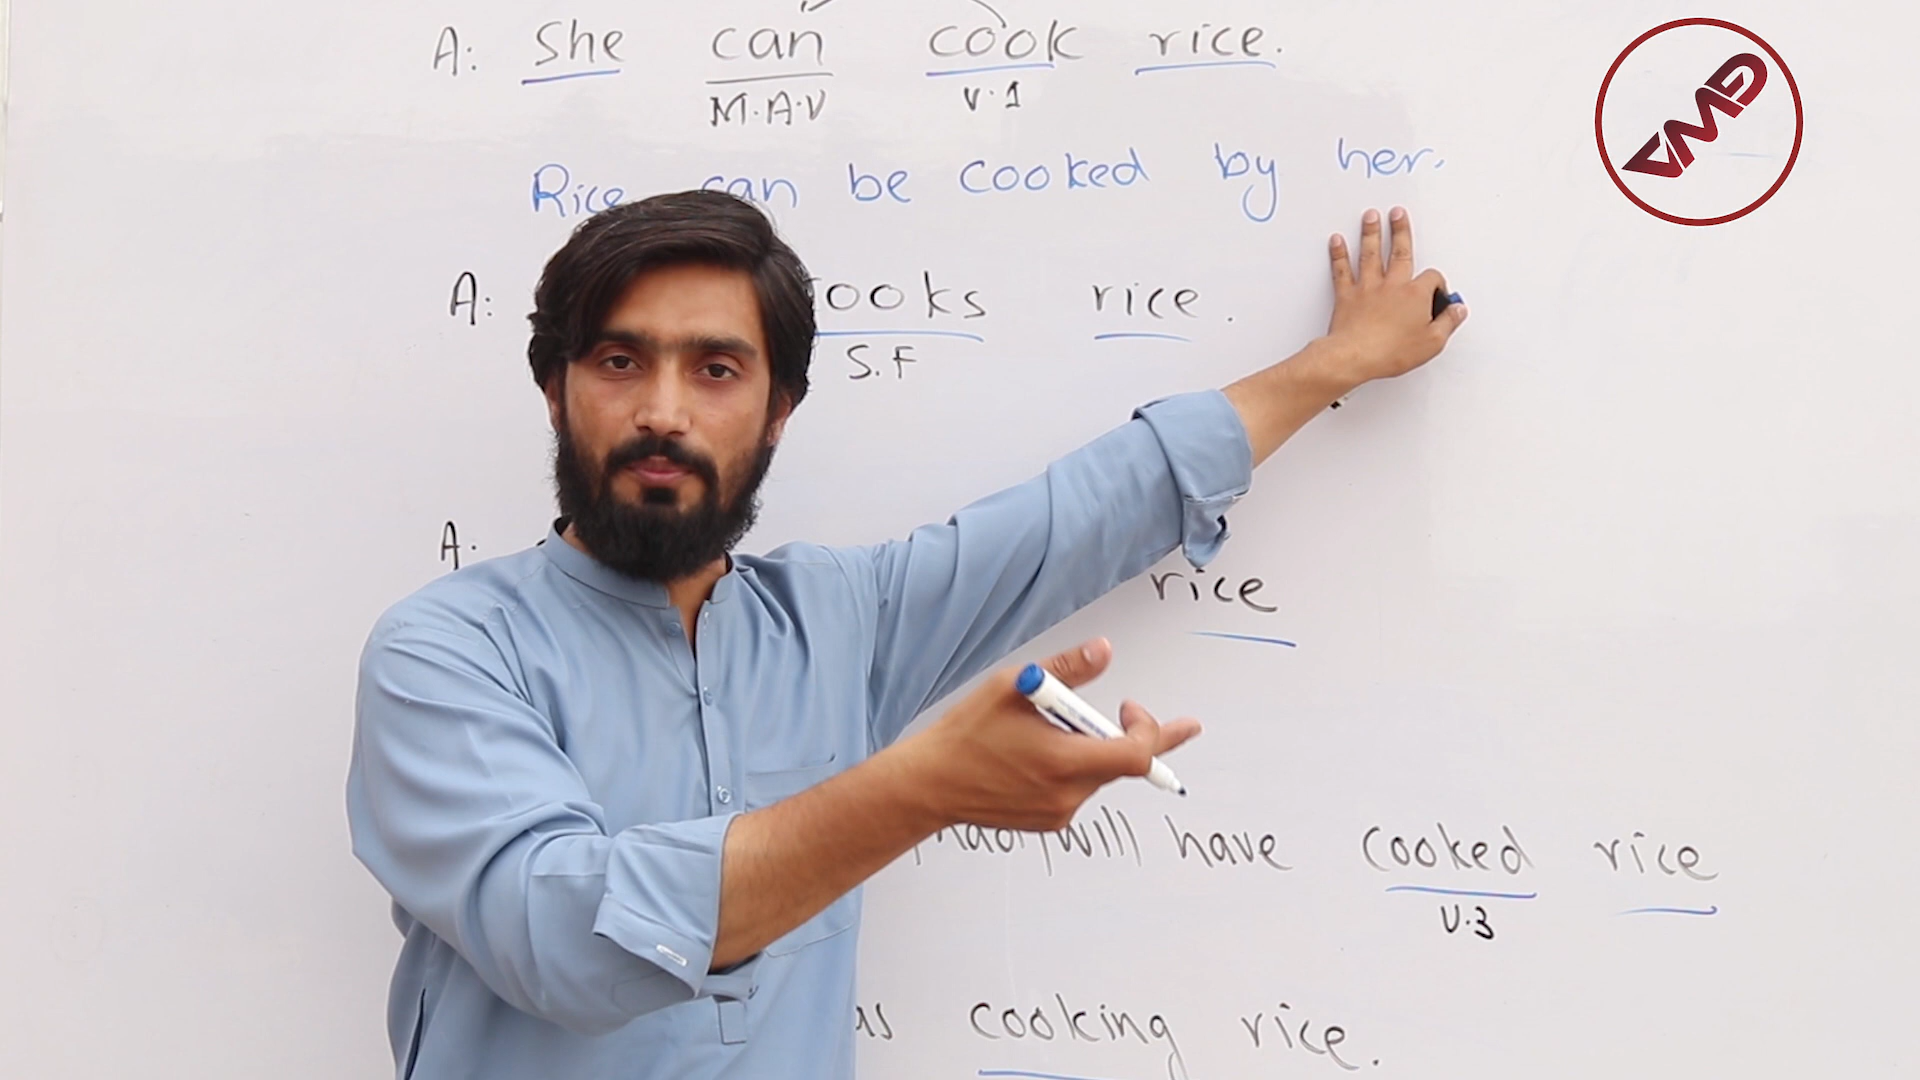 A: She can cook rice.
M.A.V V.1
Rice can be cooked by her.
A: ooks rice.
S.F
A.
rice
will have cooked rice
V.3
as cooking rice.